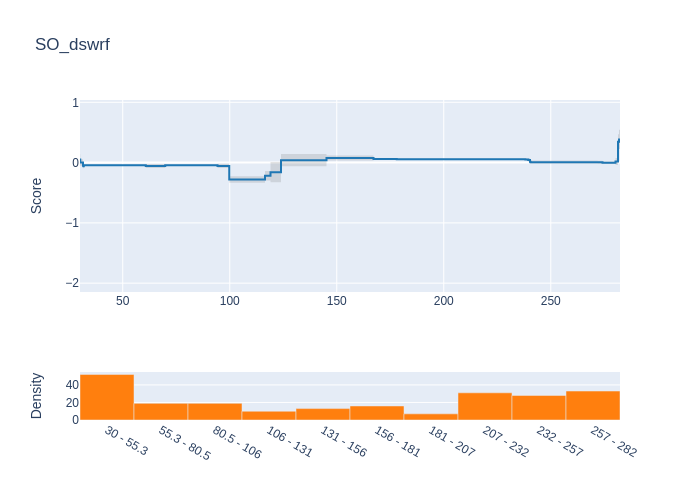 SO_dswrf
1
0
−1
−2
Score
50
100
150
200
250
40
20
0
Density
30 - 55.3
55.3 - 80.5
80.5 - 106
106 - 131
131 - 156
156 - 181
181 - 207
207 - 232
232 - 257
257 - 282